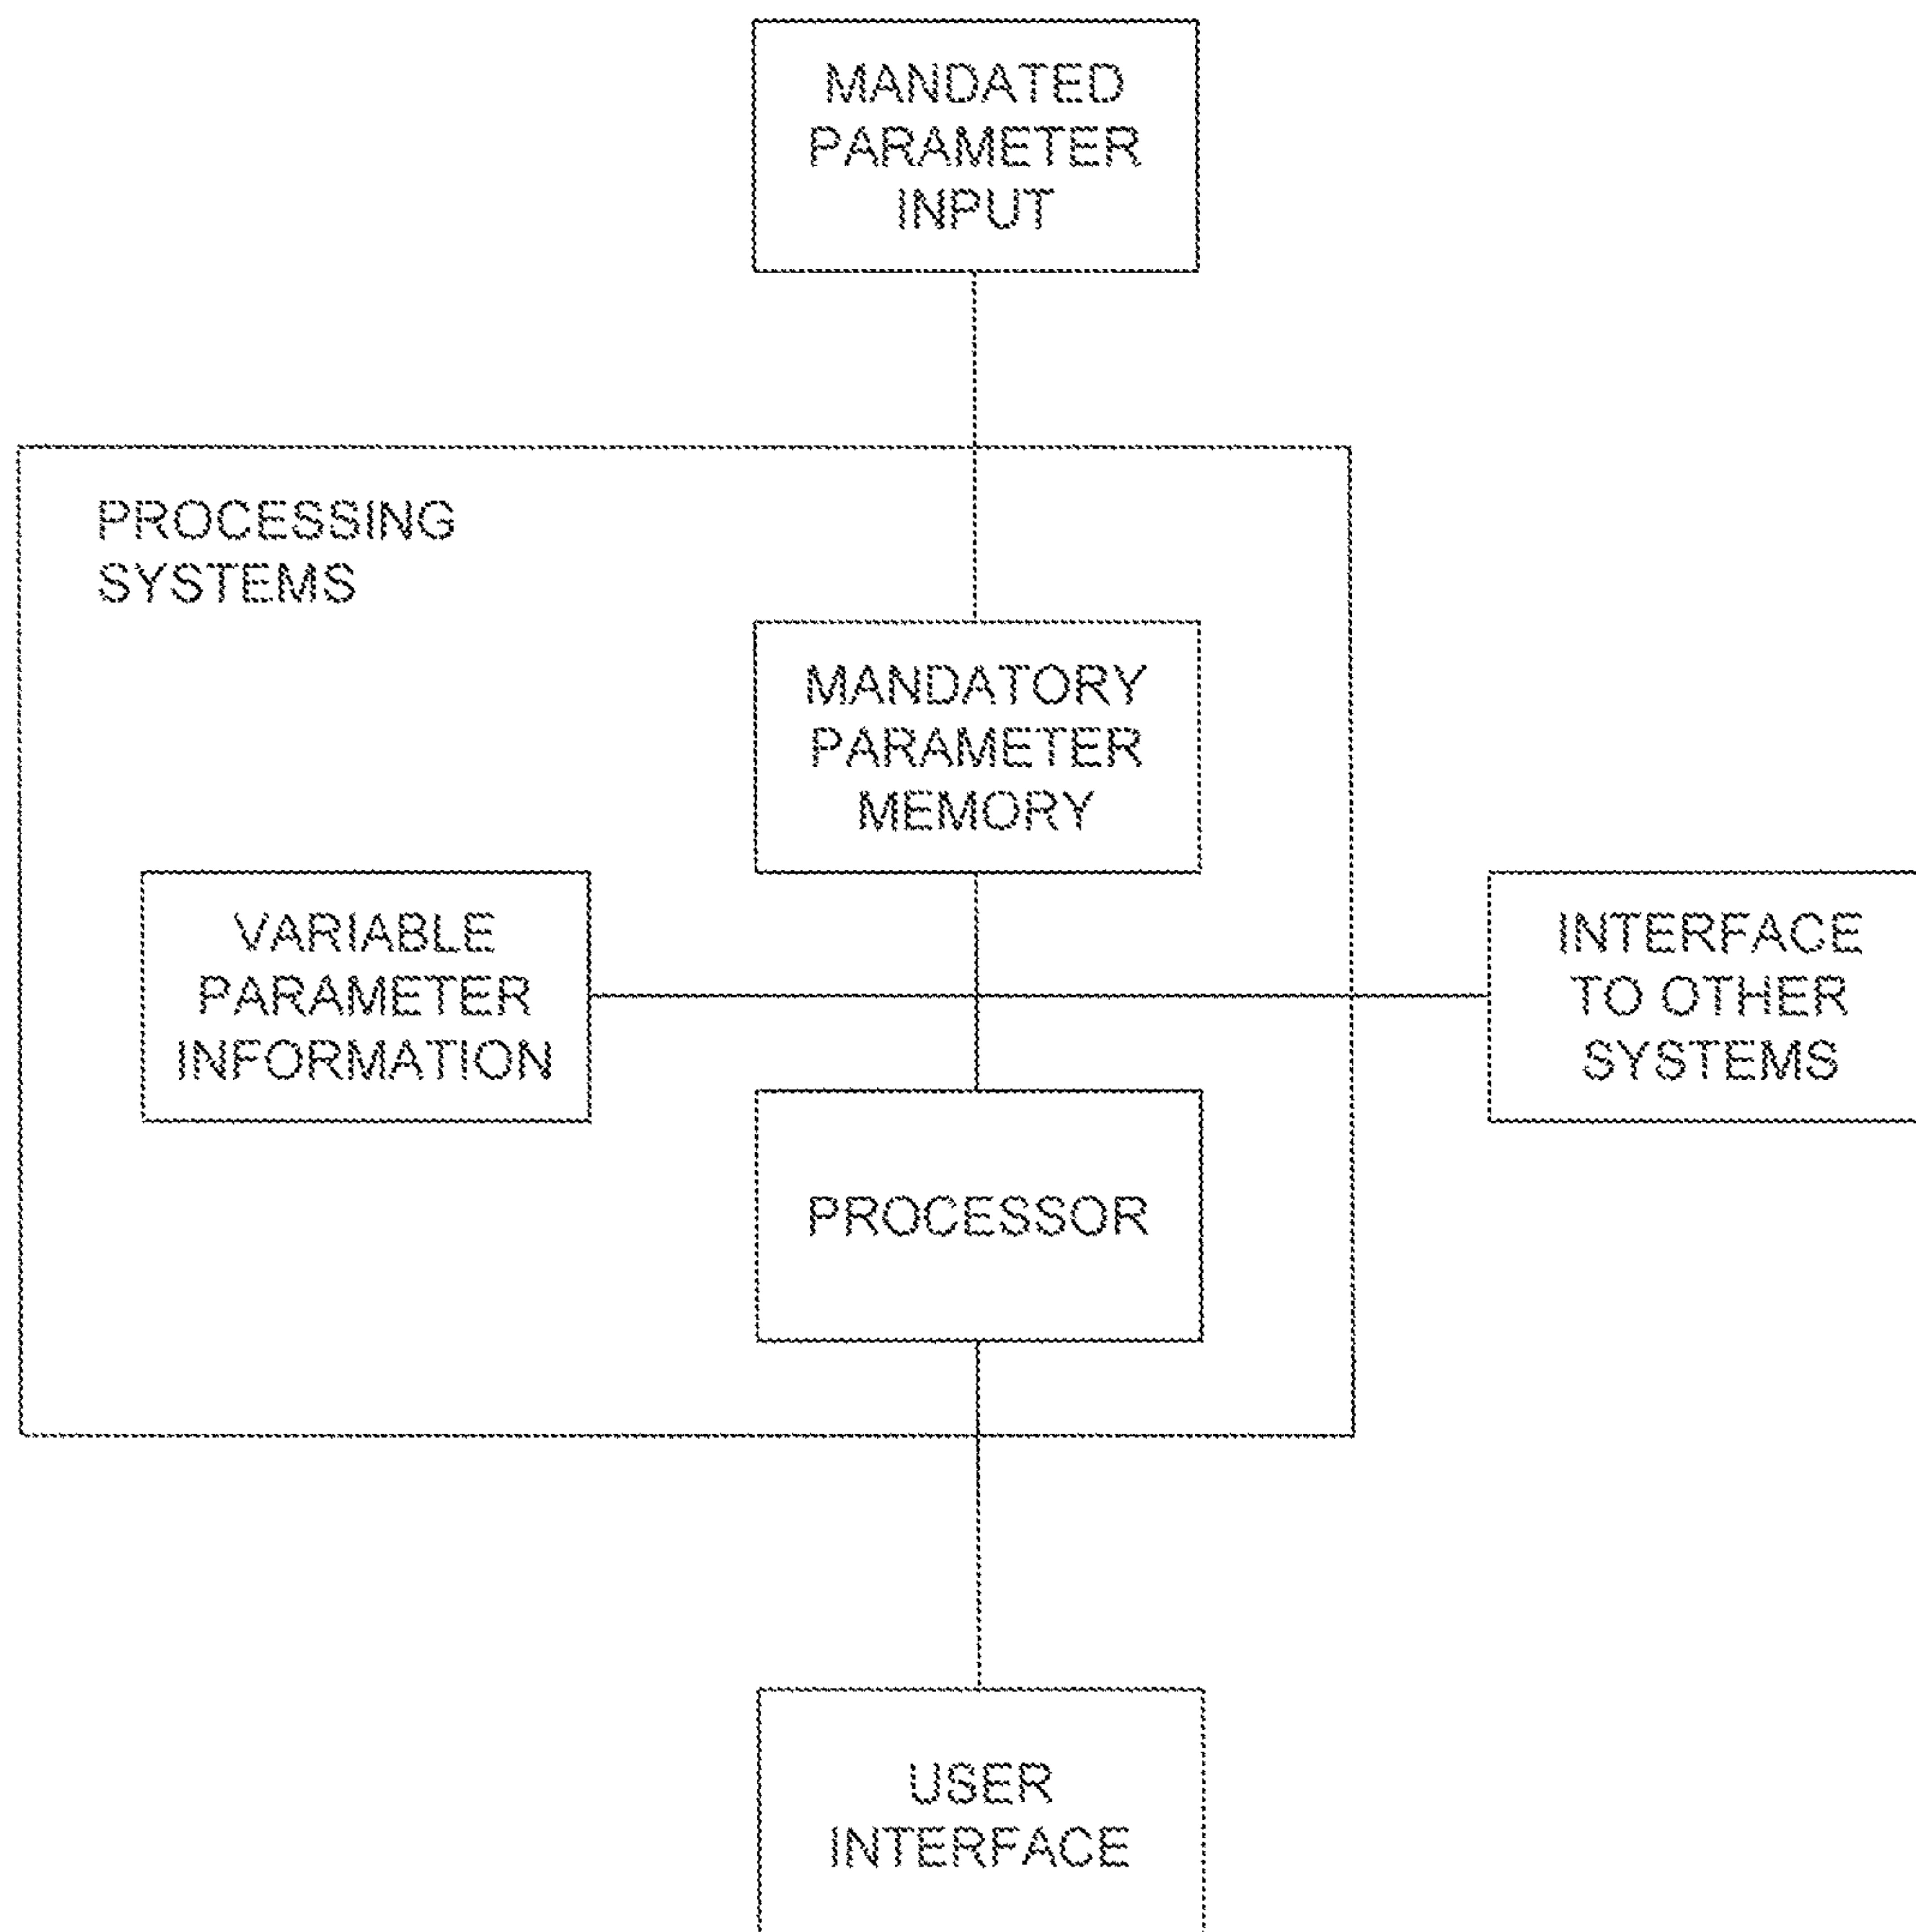 MANDATED
PARAMETER
INPUT
PROCESSING
SYSTEMS
MANDATORY
PARAMETER
MEMORY
VARIABLE
PARAMETER
INFORMATION
INTERFACE
TO OTHER
SYSTEMS
PROCESSOR
USER
INTERFACE